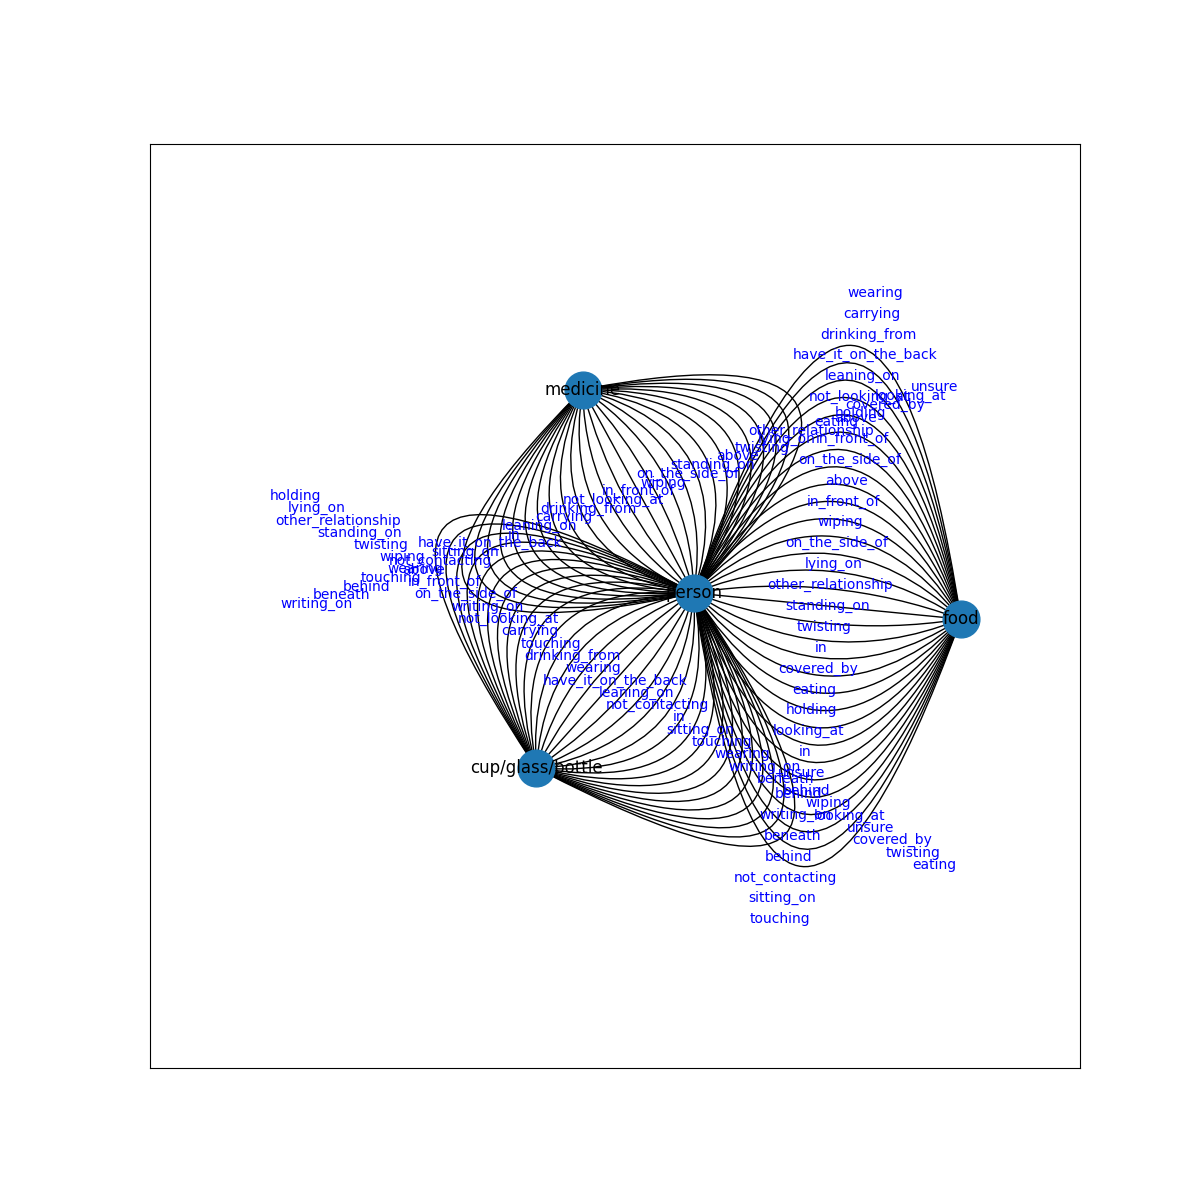 wearing
carrying
drinking_from
have_it_on_the_back
leaning_on
unsure
medicine
not_looking_at
looking_at
covered_by
holding
above
eating
other_relationship
lying_on
in_front_of
twisting
above
on_the_side_of
standing_on
on_the_side_of
above
wiping
in_front_of
holding
not_looking_at
in_front_of
lying_on
drinking_from
carrying
other_relationship
wiping
leaning_on
standing_on
in
have_it_on_the_back
on_the_side_of
twisting
sitting_on
wiping
not_contacting
lying_on
wearing
above
touching
in_front_of
other_relationship
behind
person
beneath
on_the_side_of
writing_on
writing_on
standing_on
not_looking_at
food
twisting
carrying
touching
in
drinking_from
wearing
covered_by
have_it_on_the_back
eating
leaning_on
not_contacting
holding
in
sitting_on
looking_at
touching
wearing
in
cup/glass/bottle
writing_on
unsure
beneath
behind
behind
wiping
writing_on
looking_at
unsure
beneath
covered_by
twisting
behind
eating
not_contacting
sitting_on
touching